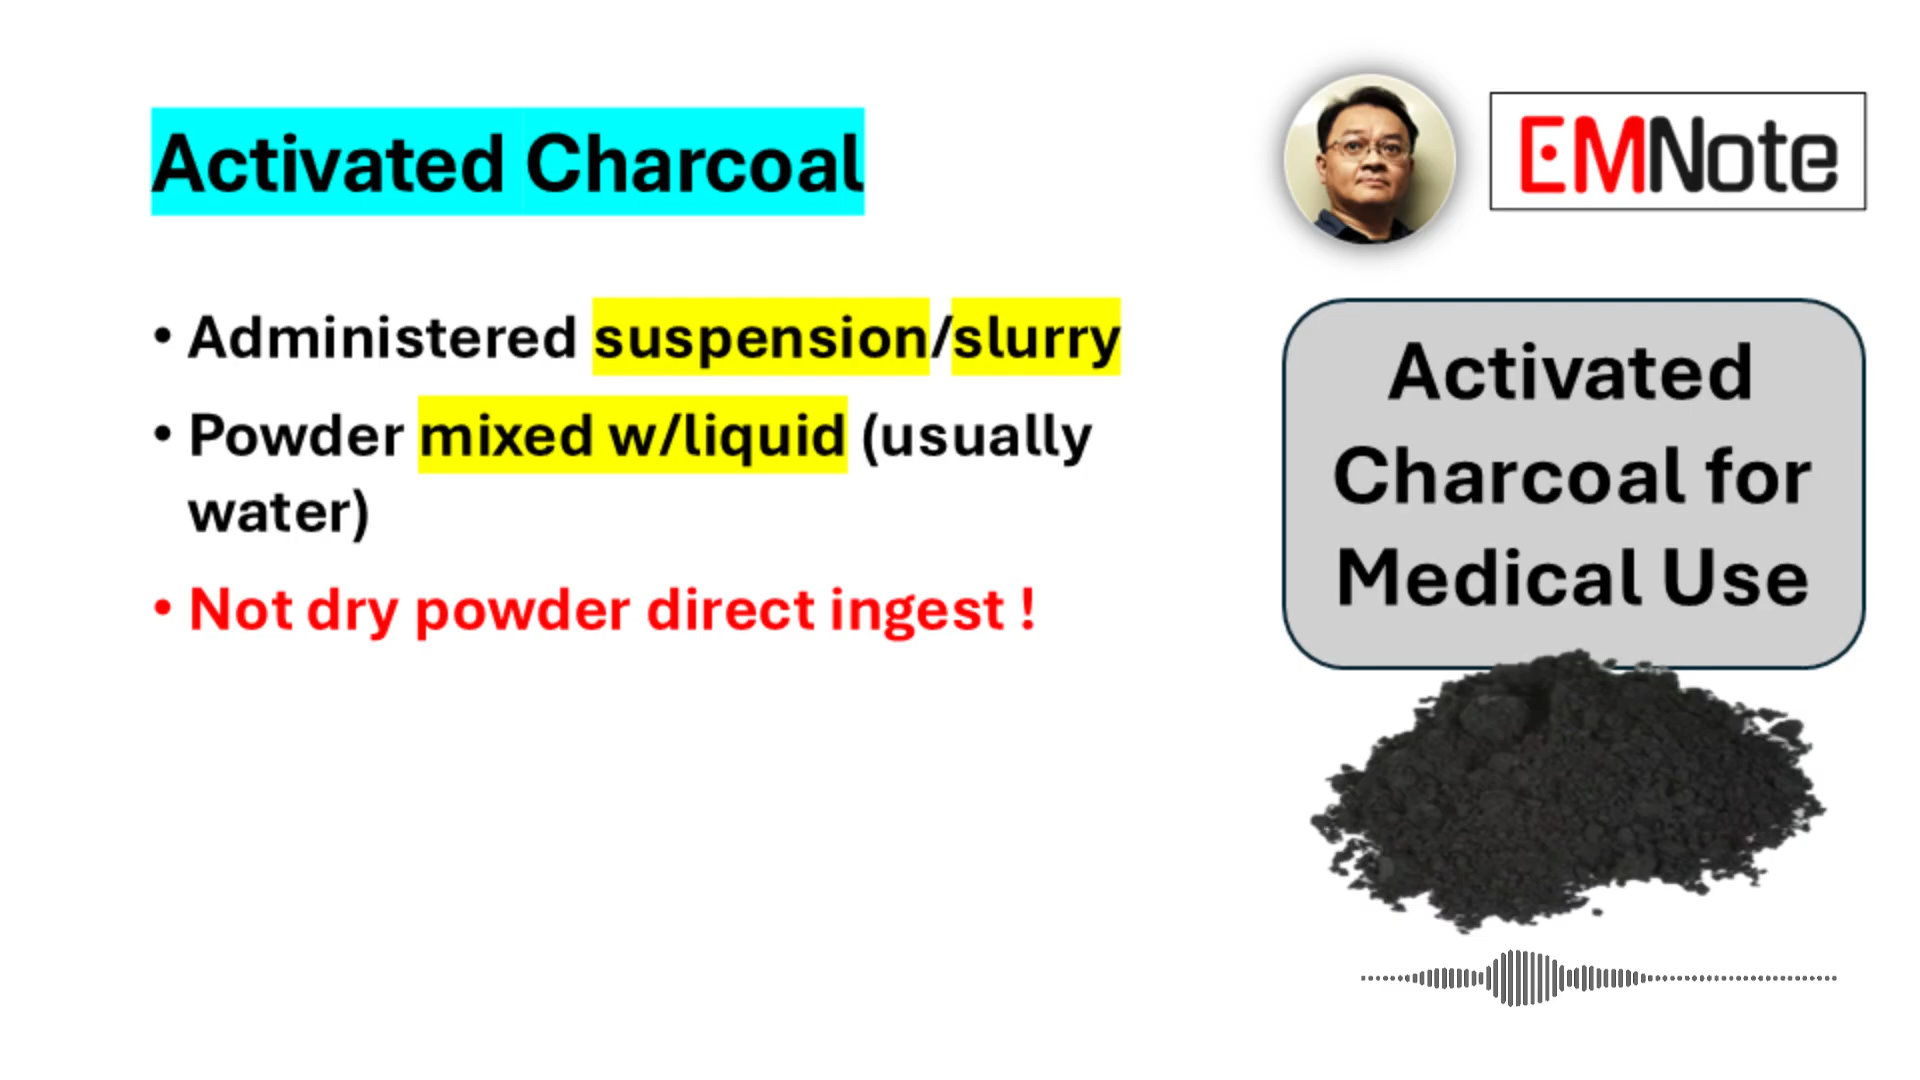 Activated Charcoal
• Administered suspension/slurry
• Powder mixed w/liquid (usually
water)
• Not dry powder direct ingest !
EMNote
Activated
Charcoal for
Medical Use